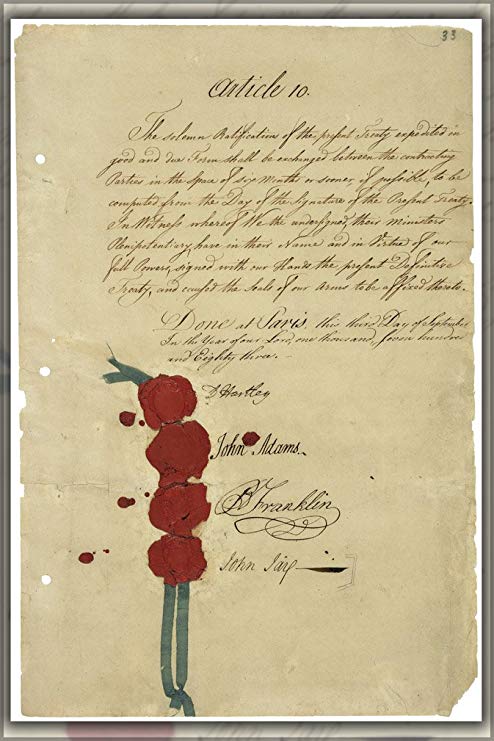 33
Article 10.
The solemn Ratifications of the present Treaty expedited in
good and due Form shall be exchanged between the contracting
Parties in the Space of six Months or sooner if possible, to be
computed from the Day of the Signature of the Present Treaty.
In Witness whereof We the undersigned, their Ministers
Plenipotentiary, have in their Name and in Virtue of our
full Powers, signed with our Hands the present Definitive
Treaty, and caused the Seals of our Arms to be affixed thereto.
Done at Paris, this third Day of September
In the Year of our Lord, one thousand, seven hundred
and Eighty three.—
D Hartley
John Adams.
B Franklin
John Jay